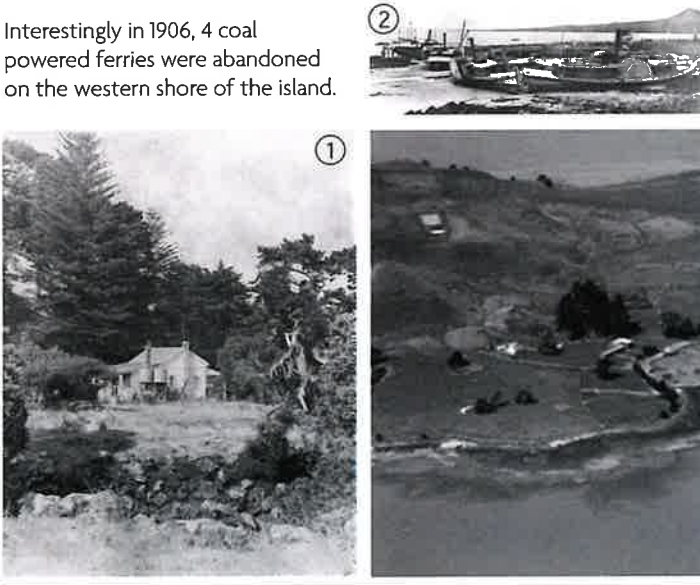 Interestingly in 1906, 4 coal
powered ferries were abandoned
on the western shore of the island.
2
1